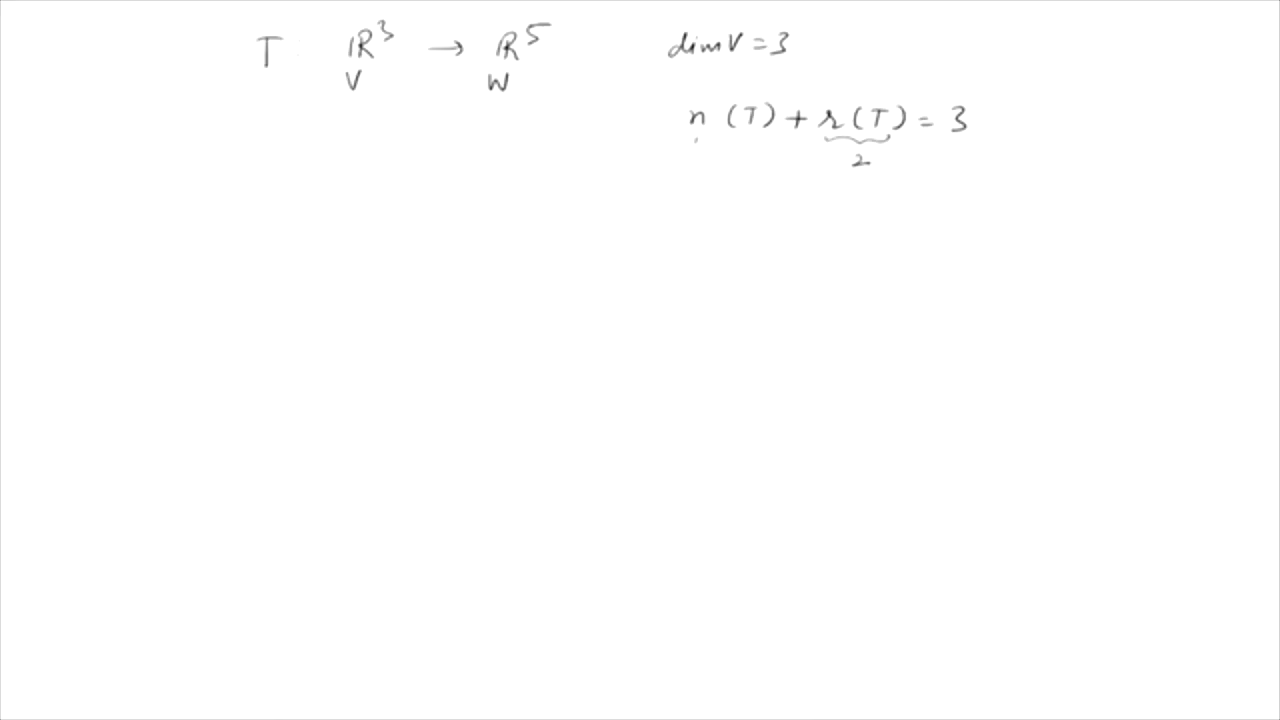 T ℝ³ → ℝ⁵ dim V = 3
V W
n (T) + r (T) = 3
2